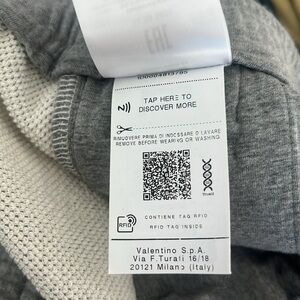 TAP HERE TO
DISCOVER MORE
RIMUOVERE PRIMA DI INDOSSARE O LAVARE
REMOVE BEFORE WEARING OR WASHING
CONTIENE TAG RFID
RFID
RFID TAG INSIDE
Valentino S.p.A.
Via F.Turati 16/18
20121 Milano (Italy)